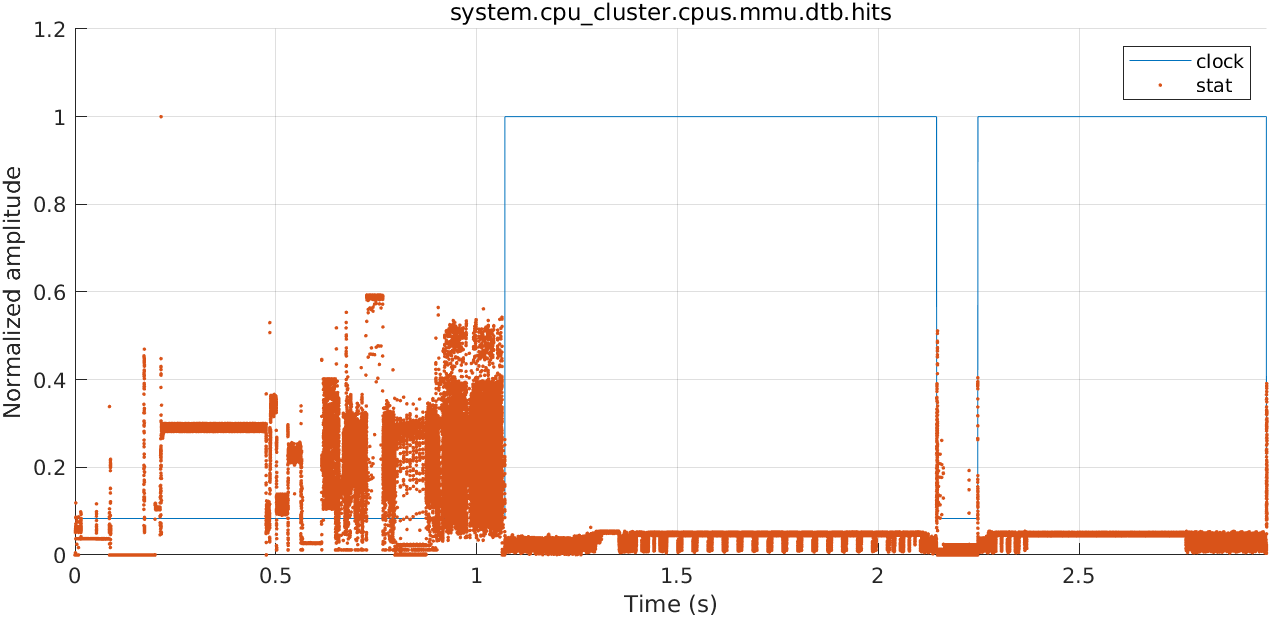 system.cpu_cluster.cpus.mmu.dtb.hits
1.2
1
0.8
0.6
0.4
0.2
0
Normalized amplitude
clock
stat
0 0.5 1 1.5 2 2.5
Time (s)